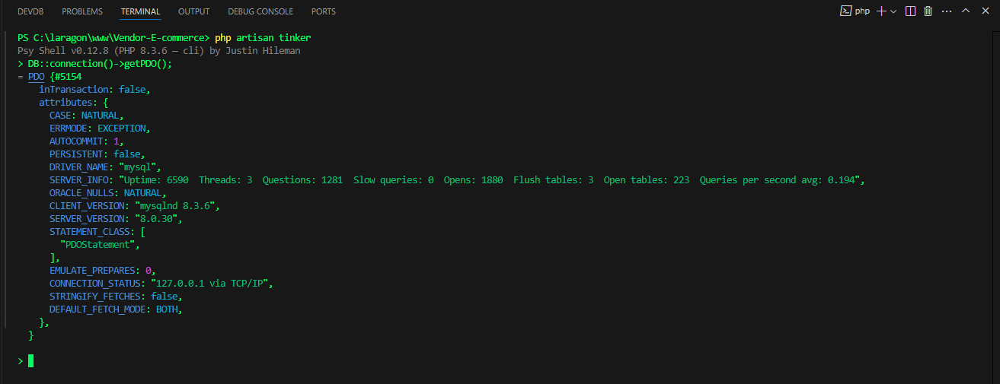 DEVDB PROBLEMS TERMINAL OUTPUT DEBUG CONSOLE PORTS php
PS C:\laragon\www\Vendor-E-commerce> php artisan tinker
Psy Shell v0.12.8 (PHP 8.3.6 — cli) by Justin Hileman
> DB::connection()->getPDO();
= PDO {#5154
inTransaction: false,
attributes: {
CASE: NATURAL,
ERRMODE: EXCEPTION,
AUTOCOMMIT: 1,
PERSISTENT: false,
DRIVER_NAME: "mysql",
SERVER_INFO: "Uptime: 6590  Threads: 3  Questions: 1281  Slow queries: 0  Opens: 1880  Flush tables: 3  Open tables: 223  Queries per second avg: 0.194",
ORACLE_NULLS: NATURAL,
CLIENT_VERSION: "mysqlnd 8.3.6",
SERVER_VERSION: "8.0.30",
STATEMENT_CLASS: [
"PDOStatement",
],
EMULATE_PREPARES: 0,
CONNECTION_STATUS: "127.0.0.1 via TCP/IP",
STRINGIFY_FETCHES: false,
DEFAULT_FETCH_MODE: BOTH,
},
}
>